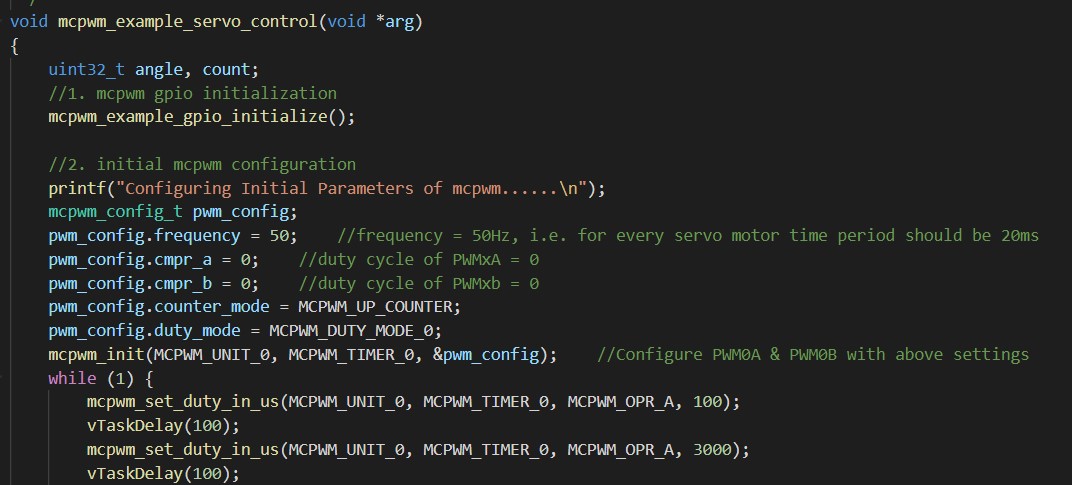 /
void mcpwm_example_servo_control(void *arg)
{
    uint32_t angle, count;
    //1. mcpwm gpio initialization
    mcpwm_example_gpio_initialize();

    //2. initial mcpwm configuration
    printf("Configuring Initial Parameters of mcpwm......\n");
    mcpwm_config_t pwm_config;
    pwm_config.frequency = 50;    //frequency = 50Hz, i.e. for every servo motor time period should be 20ms
    pwm_config.cmpr_a = 0;    //duty cycle of PWMxA = 0
    pwm_config.cmpr_b = 0;    //duty cycle of PWMxb = 0
    pwm_config.counter_mode = MCPWM_UP_COUNTER;
    pwm_config.duty_mode = MCPWM_DUTY_MODE_0;
    mcpwm_init(MCPWM_UNIT_0, MCPWM_TIMER_0, &pwm_config);    //Configure PWM0A & PWM0B with above settings
    while (1) {
        mcpwm_set_duty_in_us(MCPWM_UNIT_0, MCPWM_TIMER_0, MCPWM_OPR_A, 100);
        vTaskDelay(100);
        mcpwm_set_duty_in_us(MCPWM_UNIT_0, MCPWM_TIMER_0, MCPWM_OPR_A, 3000);
        vTaskDelay(100);